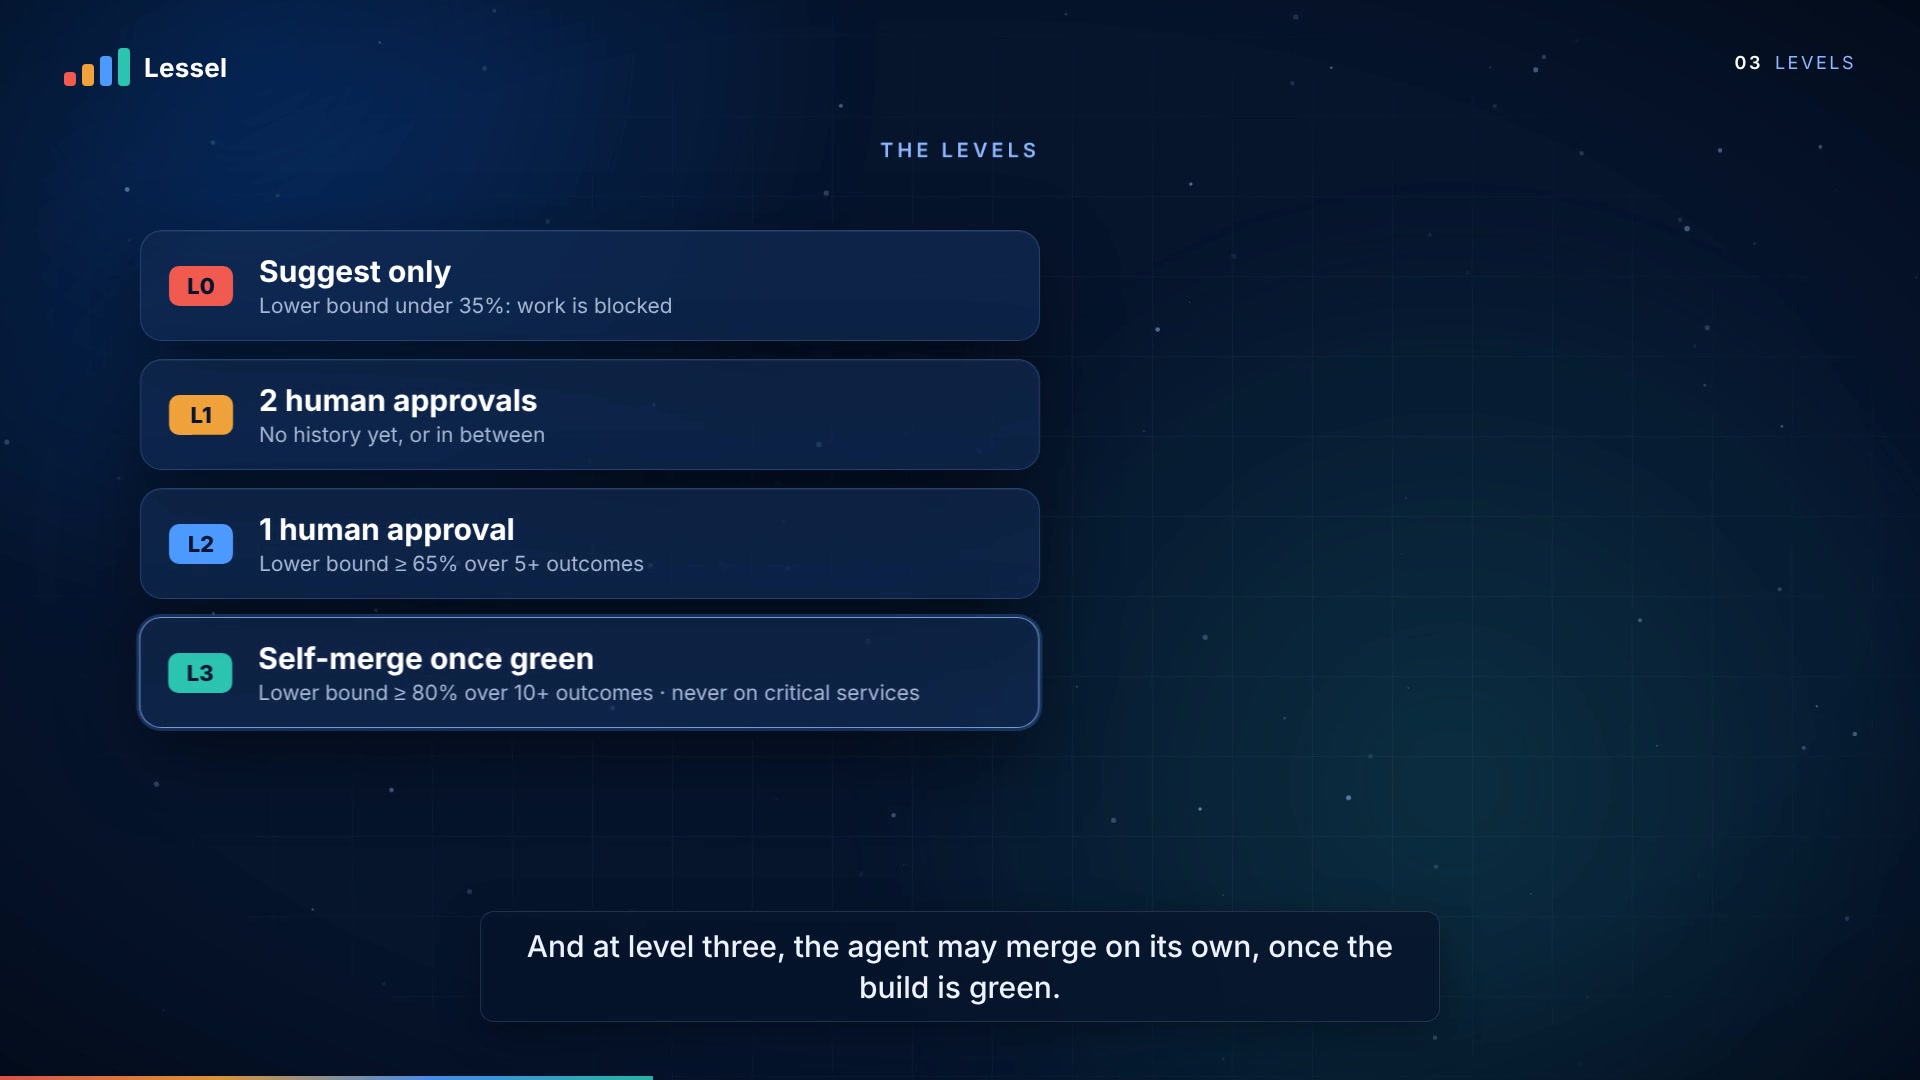 Lessel
03 LEVELS
THE LEVELS
L0
Suggest only
Lower bound under 35%: work is blocked
L1
2 human approvals
No history yet, or in between
L2
1 human approval
Lower bound ≥ 65% over 5+ outcomes
L3
Self-merge once green
Lower bound ≥ 80% over 10+ outcomes · never on critical services
And at level three, the agent may merge on its own, once the
build is green.